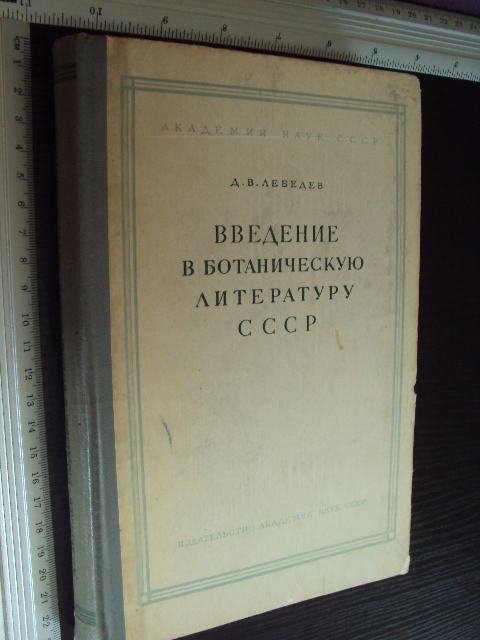 АКАДЕМИЯ НАУК СССР
Д. В. ЛЕБЕДЕВ
ВВЕДЕНИЕ
В БОТАНИЧЕСКУЮ
ЛИТЕРАТУРУ
СССР
ИЗДАТЕЛЬСТВО АКАДЕМИИ НАУК СССР